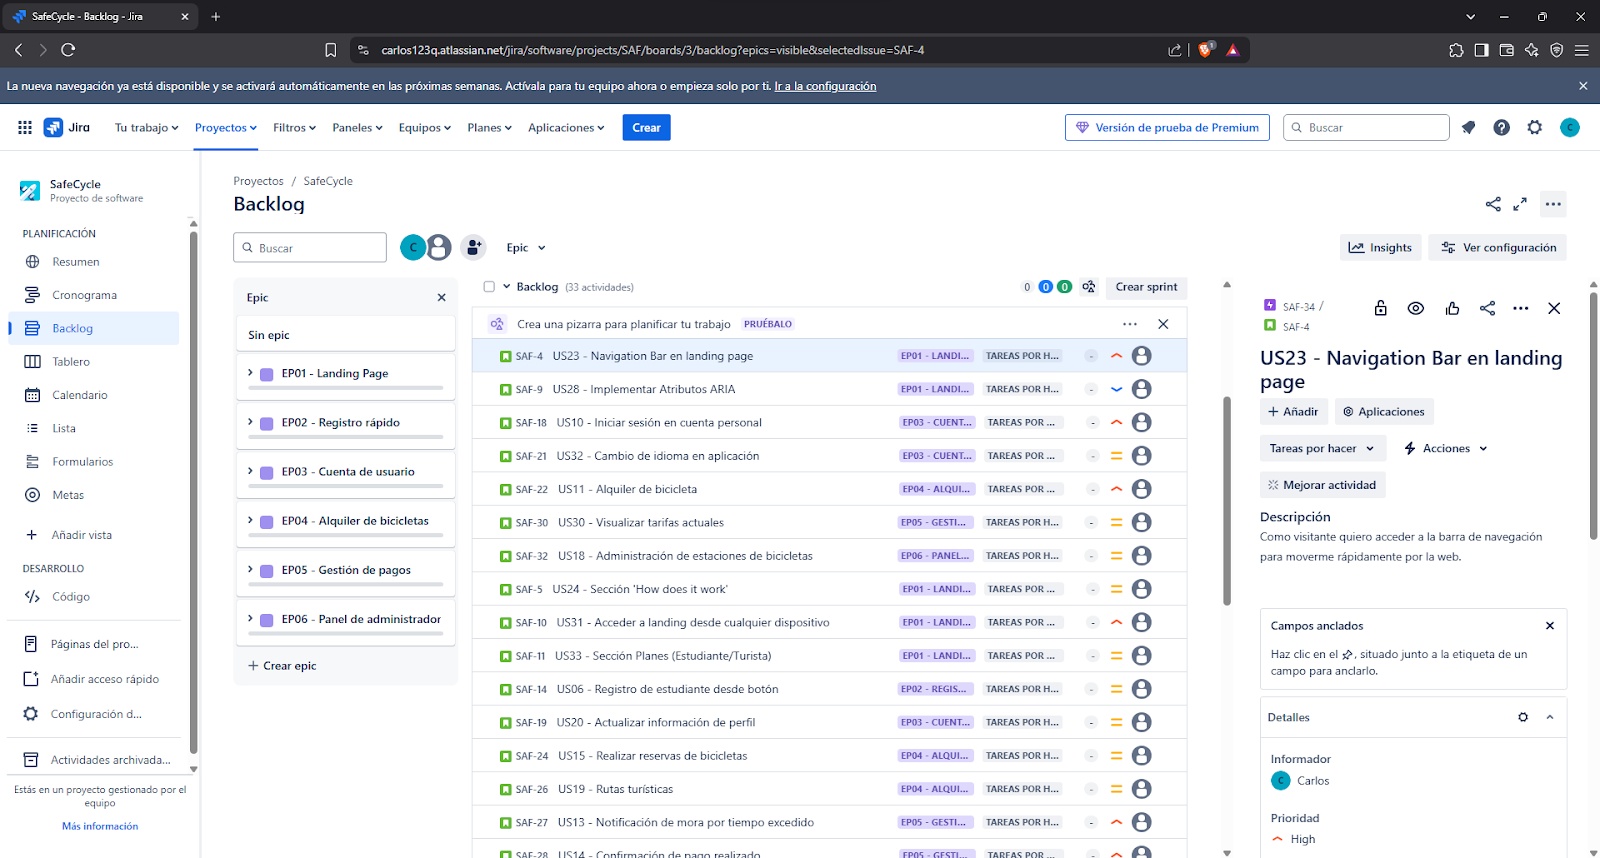 SafeCycle - Backlog - Jira
carlos123q.atlassian.net/jira/software/projects/SAF/boards/3/backlog?epics=visible&selectedIssue=SAF-4
1
La nueva navegación ya está disponible y se activará automáticamente en las próximas semanas. Actívala para tu equipo ahora o empieza solo por ti. Ir a la configuración
Jira
Tu trabajo
Proyectos
Filtros
Paneles
Equipos
Planes
Aplicaciones
Crear
Versión de prueba de Premium
Buscar
C
SafeCycle
Proyecto de software
PLANIFICACIÓN
Resumen
Cronograma
Backlog
Tablero
Calendario
Lista
Formularios
Metas
Añadir vista
DESARROLLO
Código
Páginas del pro...
Añadir acceso rápido
Configuración d...
Actividades archivada...
Estás en un proyecto gestionado por el
equipo
Más información
Proyectos / SafeCycle
Backlog
Buscar
C
Epic
Insights
Ver configuración
Epic
Sin epic
EP01 - Landing Page
EP02 - Registro rápido
EP03 - Cuenta de usuario
EP04 - Alquiler de bicicletas
EP05 - Gestión de pagos
EP06 - Panel de administrador
+ Crear epic
Backlog (33 actividades) 0 0 0 Crear sprint
Crea una pizarra para planificar tu trabajo PRUÉBALO
SAF-4 US23 - Navigation Bar en landing page EP01 - LANDI... TAREAS POR H... -
SAF-9 US28 - Implementar Atributos ARIA EP01 - LANDI... TAREAS POR H... -
SAF-18 US10 - Iniciar sesión en cuenta personal EP03 - CUENT... TAREAS POR ... -
SAF-21 US32 - Cambio de idioma en aplicación EP03 - CUENT... TAREAS POR H... -
SAF-22 US11 - Alquiler de bicicleta EP04 - ALQUI... TAREAS POR ... -
SAF-30 US30 - Visualizar tarifas actuales EP05 - GESTI... TAREAS POR H... -
SAF-32 US18 - Administración de estaciones de bicicletas EP06 - PANEL... TAREAS POR H... -
SAF-5 US24 - Sección 'How does it work' EP01 - LANDI... TAREAS POR H... -
SAF-10 US31 - Acceder a landing desde cualquier dispositivo EP01 - LANDI... TAREAS POR ... -
SAF-11 US33 - Sección Planes (Estudiante/Turista) EP01 - LANDI... TAREAS POR ... -
SAF-14 US06 - Registro de estudiante desde botón EP02 - REGIS... TAREAS POR H... -
SAF-19 US20 - Actualizar información de perfil EP03 - CUENT... TAREAS POR H... -
SAF-24 US15 - Realizar reservas de bicicletas EP04 - ALQUI... TAREAS POR H... -
SAF-26 US19 - Rutas turísticas EP04 - ALQUI... TAREAS POR H... -
SAF-27 US13 - Notificación de mora por tiempo excedido EP05 - GESTI... TAREAS POR H... -
SAF-28 US14 - Confirmación de pago realizado EP05 - GESTI... TAREAS POR H...
SAF-34 /
SAF-4
US23 - Navigation Bar en landing
page
+ Añadir
Aplicaciones
Tareas por hacer
Acciones
Mejorar actividad
Descripción
Como visitante quiero acceder a la barra de navegación
para moverme rápidamente por la web.
Campos anclados
Haz clic en el , situado junto a la etiqueta de un
campo para anclarlo.
Detalles
Informador
C Carlos
Prioridad
High